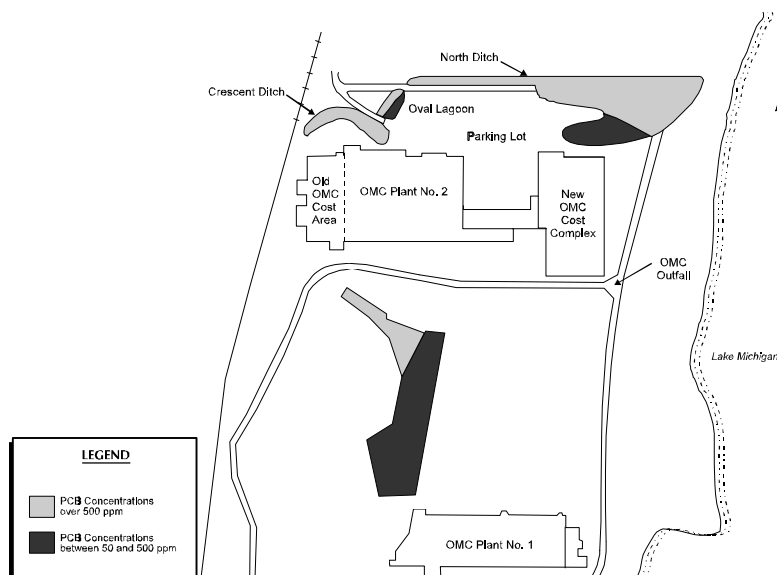 North Ditch
Crescent Ditch
Oval Lagoon
Parking Lot
Old
OMC
Cost
Area
OMC Plant No. 2
New
OMC
Cost
Complex
OMC
Outfall
Lake Michigan
LEGEND
PCB Concentrations
over 500 ppm
PCB Concentrations
between 50 and 500 ppm
OMC Plant No. 1